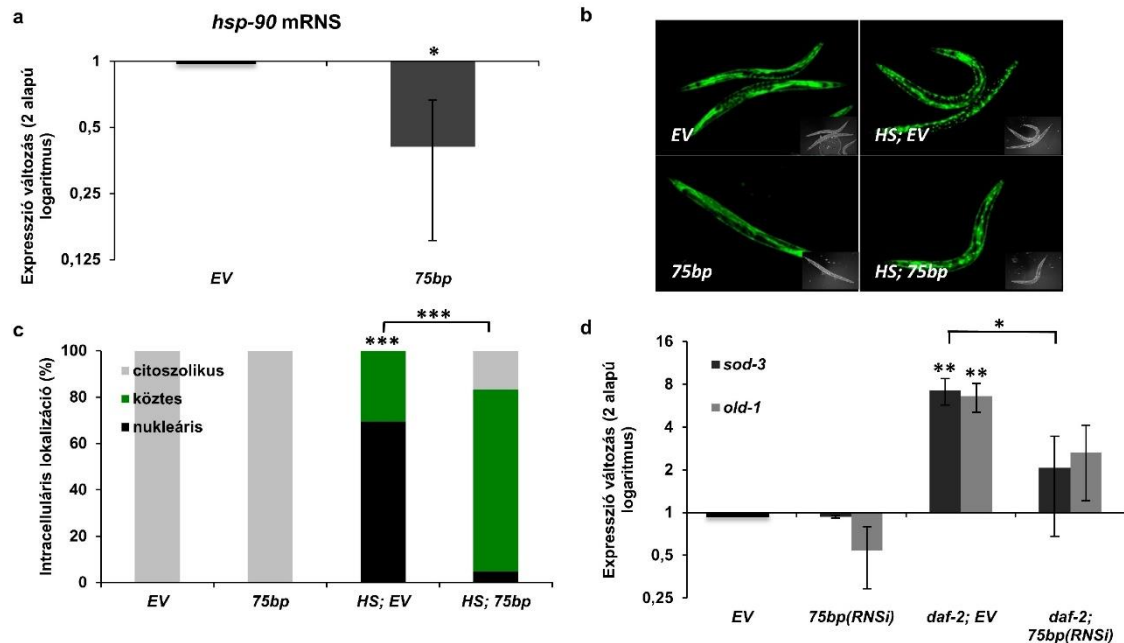 a
hsp-90 mRNS
Expresszió változás (2 alapú
logaritmus)
1
0,5
0,25
0,125
*
EV
75bp
b
EV
HS; EV
75bp
HS; 75bp
c
Intracelluláris lokalizáció (%)
100
80
60
40
20
0
citoszolikus
köztes
nukleáris
***
***
EV
75bp
HS; EV
HS; 75bp
d
Expresszió változás (2 alapú
logaritmus)
16
8
4
2
1
0,5
0,25
sod-3
old-1
*
** **
EV
75bp(RNSi)
daf-2; EV
daf-2;
75bp(RNSi)